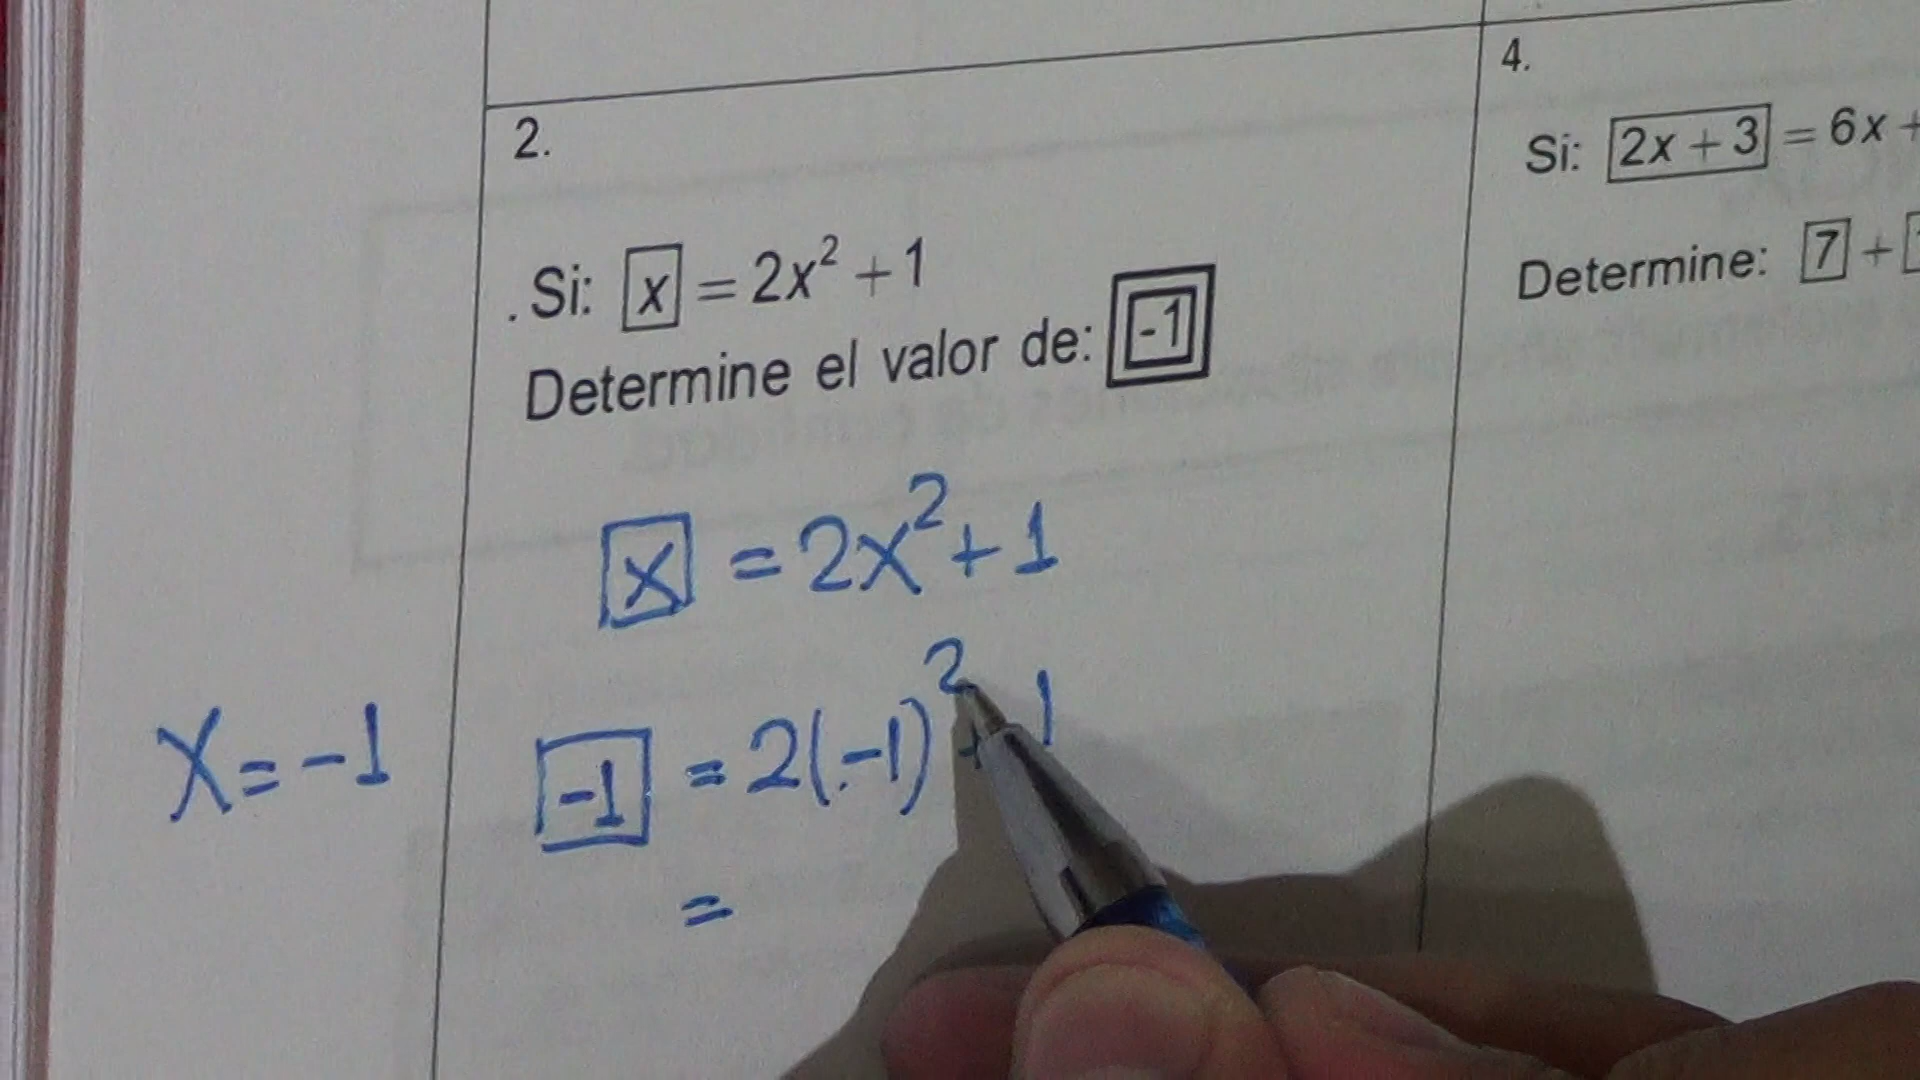 2.
. Si: x = 2x² + 1
Determine el valor de: -1
x = 2x² + 1
x = -1
-1 = 2(-1)² + 1
=
4.
Si: 2x + 3 = 6x +
Determine: 7 +